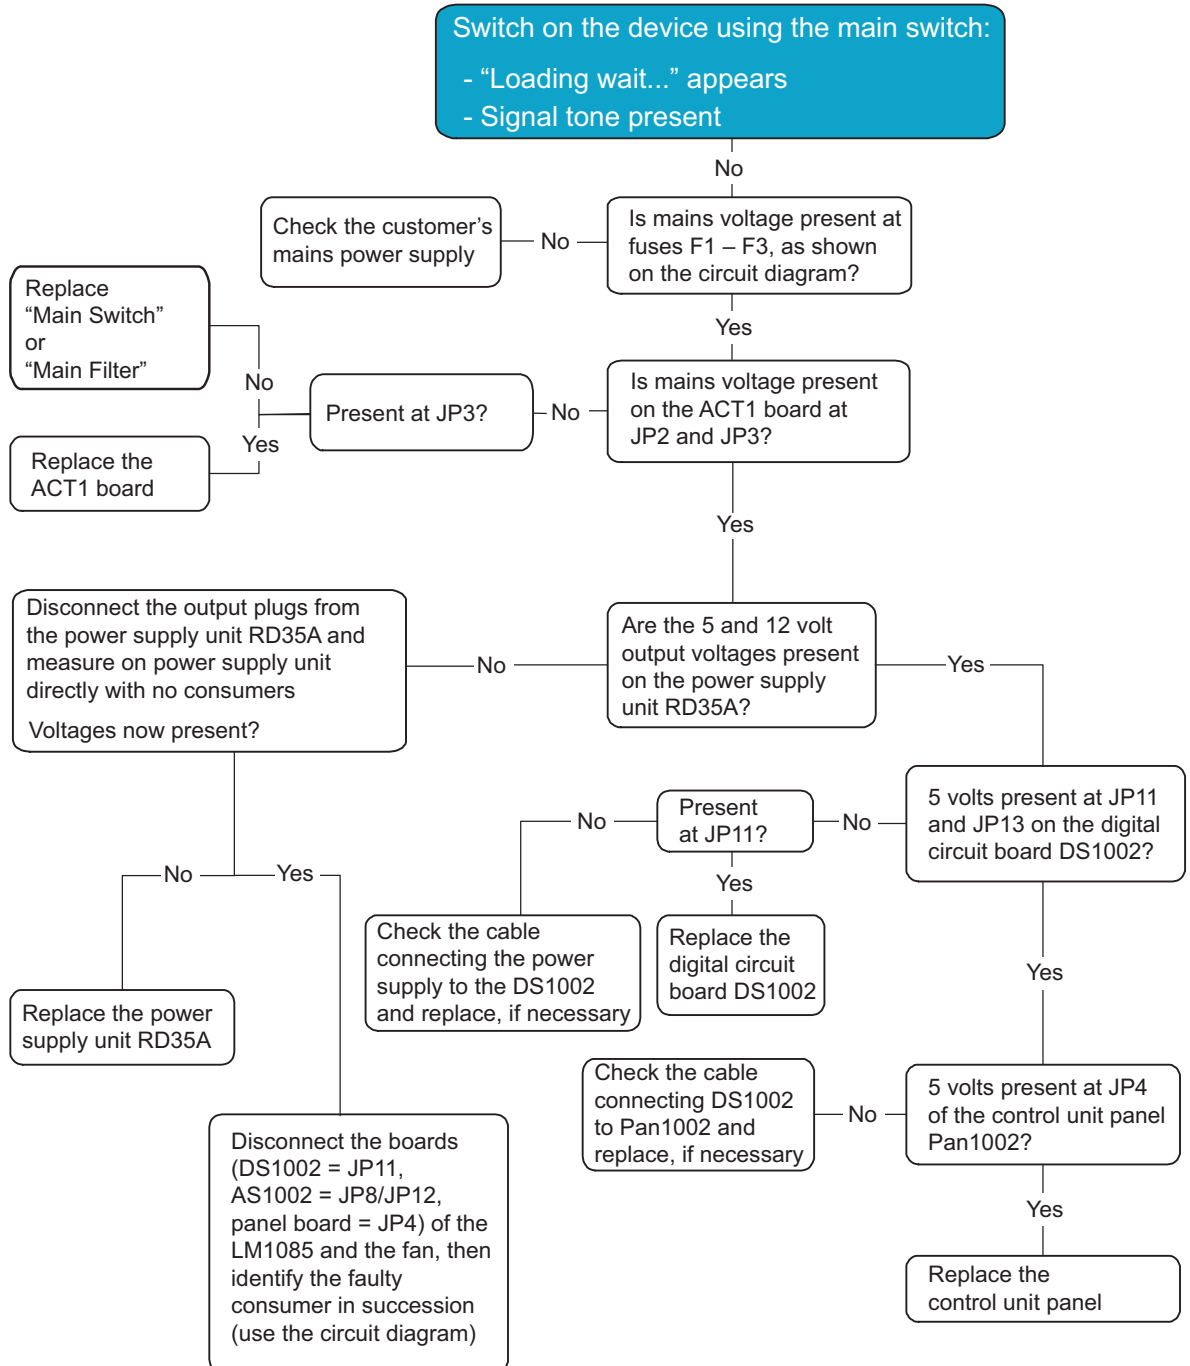 Switch on the device using the main switch:
- “Loading wait...” appears
- Signal tone present
No
Is mains voltage present at
fuses F1 – F3, as shown
on the circuit diagram?
No
Check the customer’s
mains power supply
Yes
Is mains voltage present
on the ACT1 board at
JP2 and JP3?
No
Present at JP3?
No
Replace
“Main Switch”
or
“Main Filter”
Yes
Replace the
ACT1 board
Yes
Are the 5 and 12 volt
output voltages present
on the power supply
unit RD35A?
No
Disconnect the output plugs from
the power supply unit RD35A and
measure on power supply unit
directly with no consumers
Voltages now present?
No
Replace the power
supply unit RD35A
Yes
Disconnect the boards
(DS1002 = JP11,
AS1002 = JP8/JP12,
panel board = JP4) of the
LM1085 and the fan, then
identify the faulty
consumer in succession
(use the circuit diagram)
Yes
5 volts present at JP11
and JP13 on the digital
circuit board DS1002?
No
Present
at JP11?
No
Check the cable
connecting the power
supply to the DS1002
and replace, if necessary
Yes
Replace the
digital circuit
board DS1002
Yes
5 volts present at JP4
of the control unit panel
Pan1002?
No
Check the cable
connecting DS1002
to Pan1002 and
replace, if necessary
Yes
Replace the
control unit panel